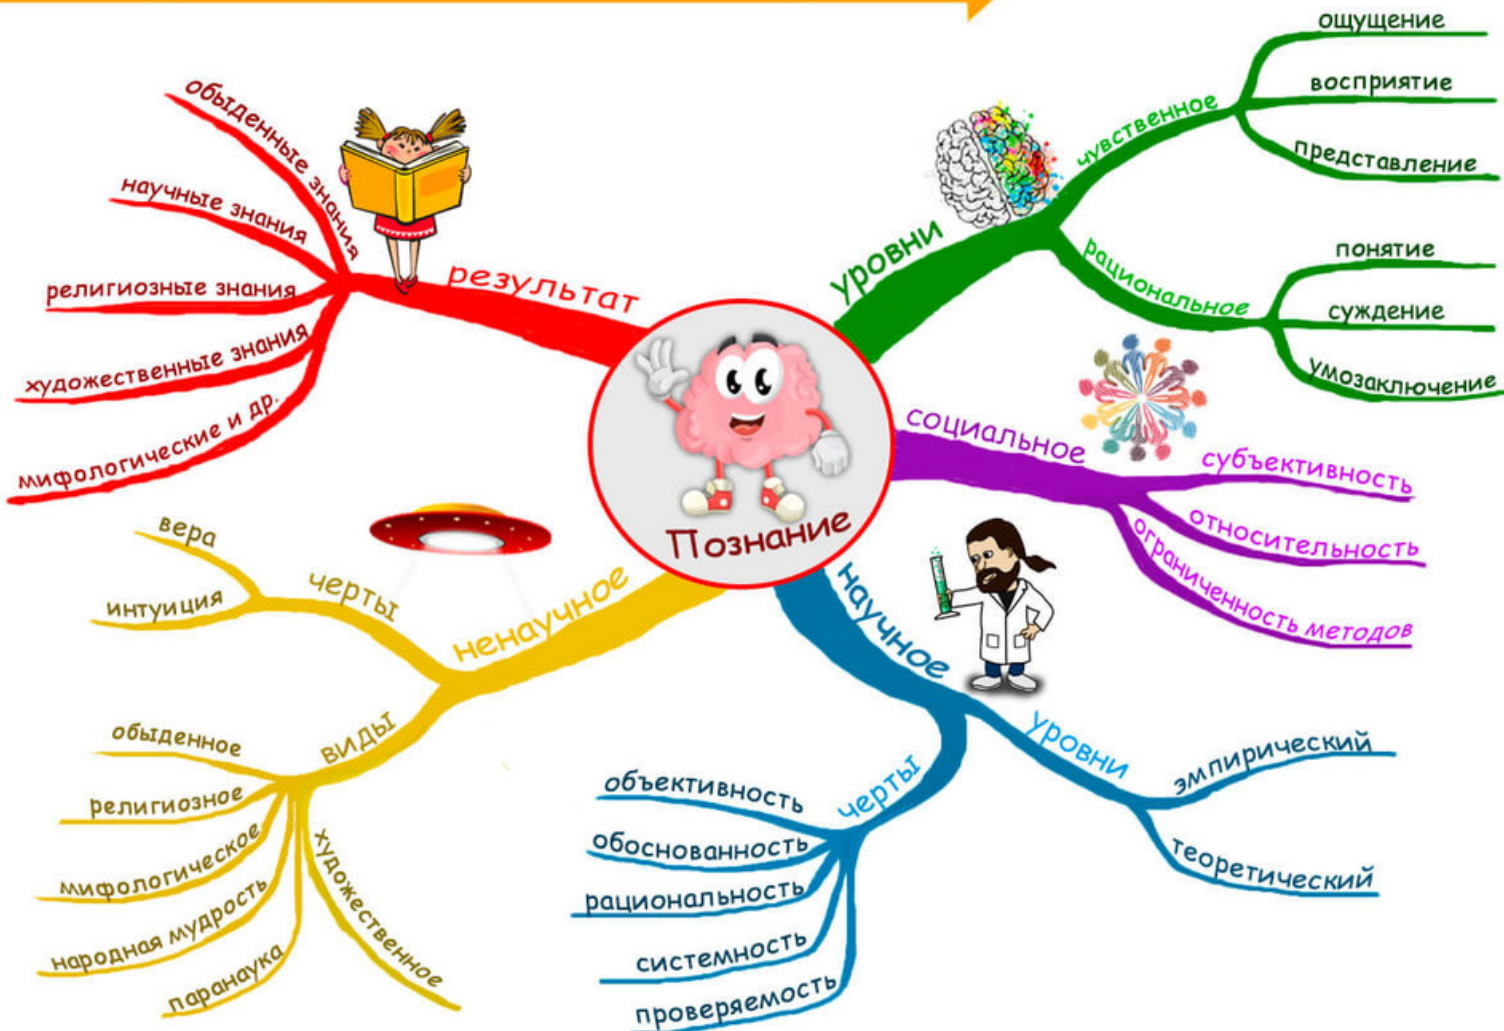 Познание
уровни
чувственное
ощущение
восприятие
представление
рациональное
понятие
суждение
умозаключение
социальное
субъективность
относительность
ограниченность методов
научное
уровни
эмпирический
теоретический
черты
объективность
обоснованность
рациональность
системность
проверяемость
ненаучное
черты
вера
интуиция
виды
обыденное
религиозное
мифологическое
народная мудрость
паранаука
художественное
результат
обыденные знания
научные знания
религиозные знания
художественные знания
мифологические и др.